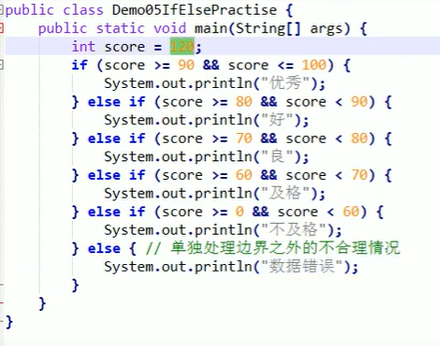 public class Demo05IfElsePractise {
public static void main(String[] args) {
int score = 120;
if (score >= 90 && score <= 100) {
System.out.println("优秀");
} else if (score >= 80 && score < 90) {
System.out.println("好");
} else if (score >= 70 && score < 80) {
System.out.println("良");
} else if (score >= 60 && score < 70) {
System.out.println("及格");
} else if (score >= 0 && score < 60) {
System.out.println("不及格");
} else { // 单独处理边界之外的不合理情况
System.out.println("数据错误");
}
}
}